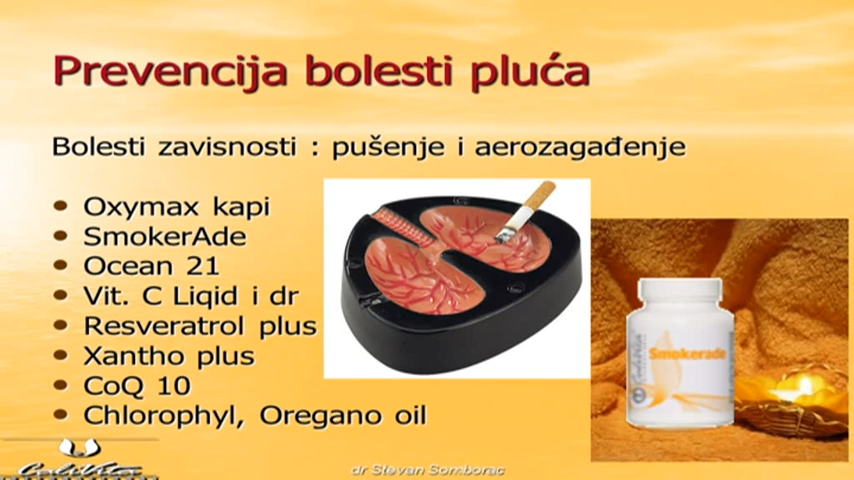 Prevencija bolesti pluća
Bolesti zavisnosti : pušenje i aerozagađenje
Oxymax kapi
SmokerAde
Ocean 21
Vit. C Liqid i dr
Resveratrol plus
Xantho plus
CoQ 10
Chlorophyl, Oregano oil
Smokerade
CaliVita
dr Stevan Somborac